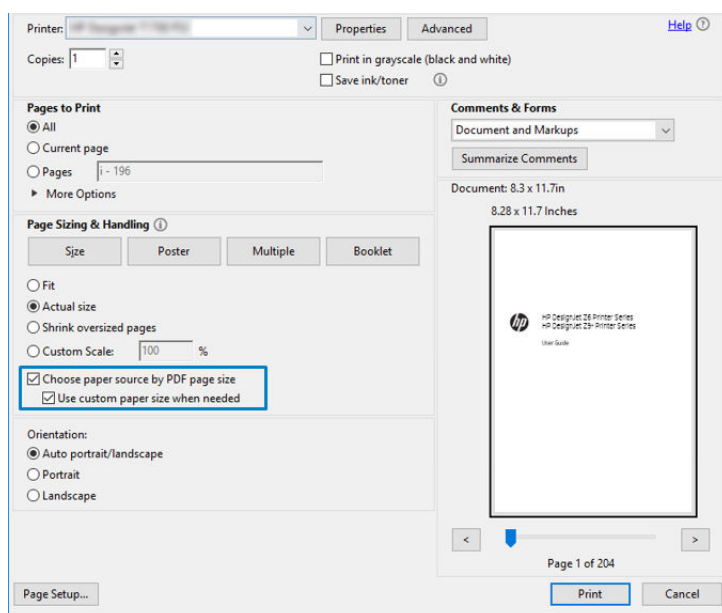 Printer:
Properties
Advanced
Help
Copies: 1
Print in grayscale (black and white)
Save ink/toner
Pages to Print
All
Current page
Pages i - 196
More Options
Page Sizing & Handling
Size
Poster
Multiple
Booklet
Fit
Actual size
Shrink oversized pages
Custom Scale: 100 %
Choose paper source by PDF page size
Use custom paper size when needed
Orientation:
Auto portrait/landscape
Portrait
Landscape
Comments & Forms
Document and Markups
Summarize Comments
Document: 8.3 x 11.7in
8.28 x 11.7 Inches
hp
HP DesignJet Z6 Printer Series
HP DesignJet Z9+ Printer Series
User Guide
<
>
Page 1 of 204
Page Setup...
Print
Cancel